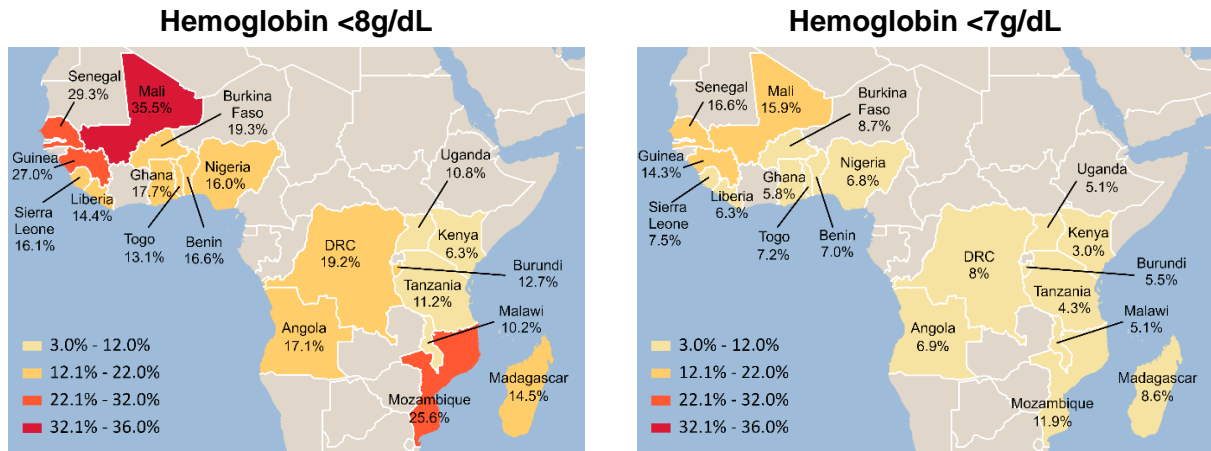 Hemoglobin <8g/dL
Senegal
29.3%
Mali
35.5%
Burkina
Faso
19.3%
Guinea
27.0%
Ghana
17.7%
Nigeria
16.0%
Uganda
10.8%
Sierra
Leone
16.1%
Liberia
14.4%
Togo
13.1%
Benin
16.6%
DRC
19.2%
Kenya
6.3%
Burundi
12.7%
Tanzania
11.2%
Malawi
10.2%
Angola
17.1%
Mozambique
25.6%
Madagascar
14.5%
3.0% - 12.0%
12.1% - 22.0%
22.1% - 32.0%
32.1% - 36.0%
Hemoglobin <7g/dL
Senegal
16.6%
Mali
15.9%
Burkina
Faso
8.7%
Guinea
14.3%
Ghana
5.8%
Nigeria
6.8%
Uganda
5.1%
Sierra
Leone
7.5%
Liberia
6.3%
Togo
7.2%
Benin
7.0%
DRC
8%
Kenya
3.0%
Burundi
5.5%
Tanzania
4.3%
Malawi
5.1%
Angola
6.9%
Mozambique
11.9%
Madagascar
8.6%
3.0% - 12.0%
12.1% - 22.0%
22.1% - 32.0%
32.1% - 36.0%